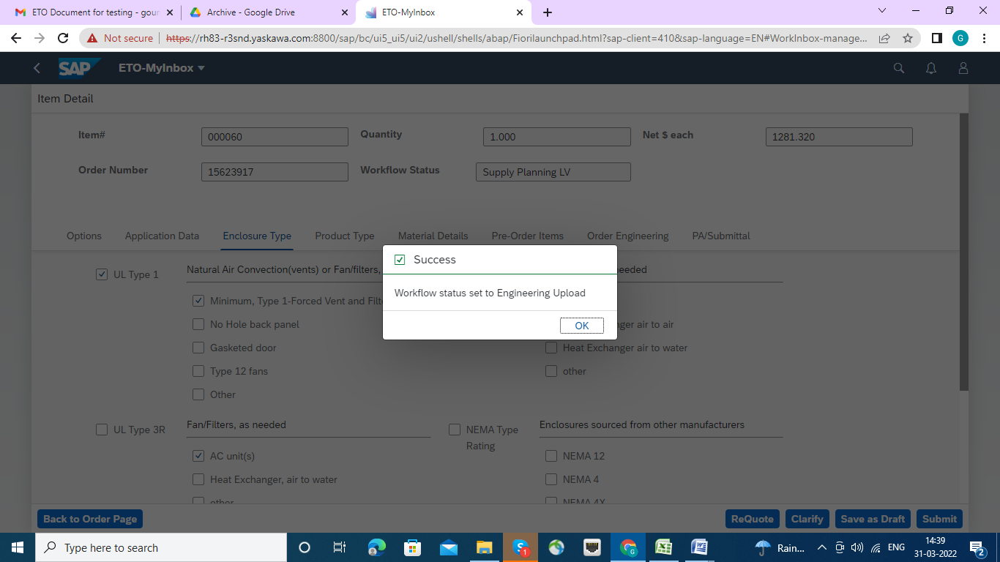 ETO Document for testing - gour
Archive - Google Drive
ETO-MyInbox
Not secure
https://rh83-r3snd.yaskawa.com:8800/sap/bc/ui5_ui5/ui2/ushell/shells/abap/Fiorilaunchpad.html?sap-client=410&sap-language=EN#WorkInbox-manage...
G
SAP
ETO-MyInbox
Item Detail
Item#
000060
Quantity
1.000
Net $ each
1281.320
Order Number
15623917
Workflow Status
Supply Planning LV
Options
Application Data
Enclosure Type
Product Type
Material Details
Pre-Order Items
Order Engineering
PA/Submittal
Success
Workflow status set to Engineering Upload
OK
UL Type 1
Natural Air Convection(vents) or Fan/filters,
needed
Minimum, Type 1-Forced Vent and Filt
No Hole back panel
nger air to air
Gasketed door
Heat Exchanger air to water
Type 12 fans
other
Other
UL Type 3R
Fan/Filters, as needed
NEMA Type
Rating
Enclosures sourced from other manufacturers
AC unit(s)
NEMA 12
Heat Exchanger, air to water
NEMA 4
other
NEMA 4X
Back to Order Page
ReQuote
Clarify
Save as Draft
Submit
Type here to search
1
G
Rain...
ENG
14:39
31-03-2022
2